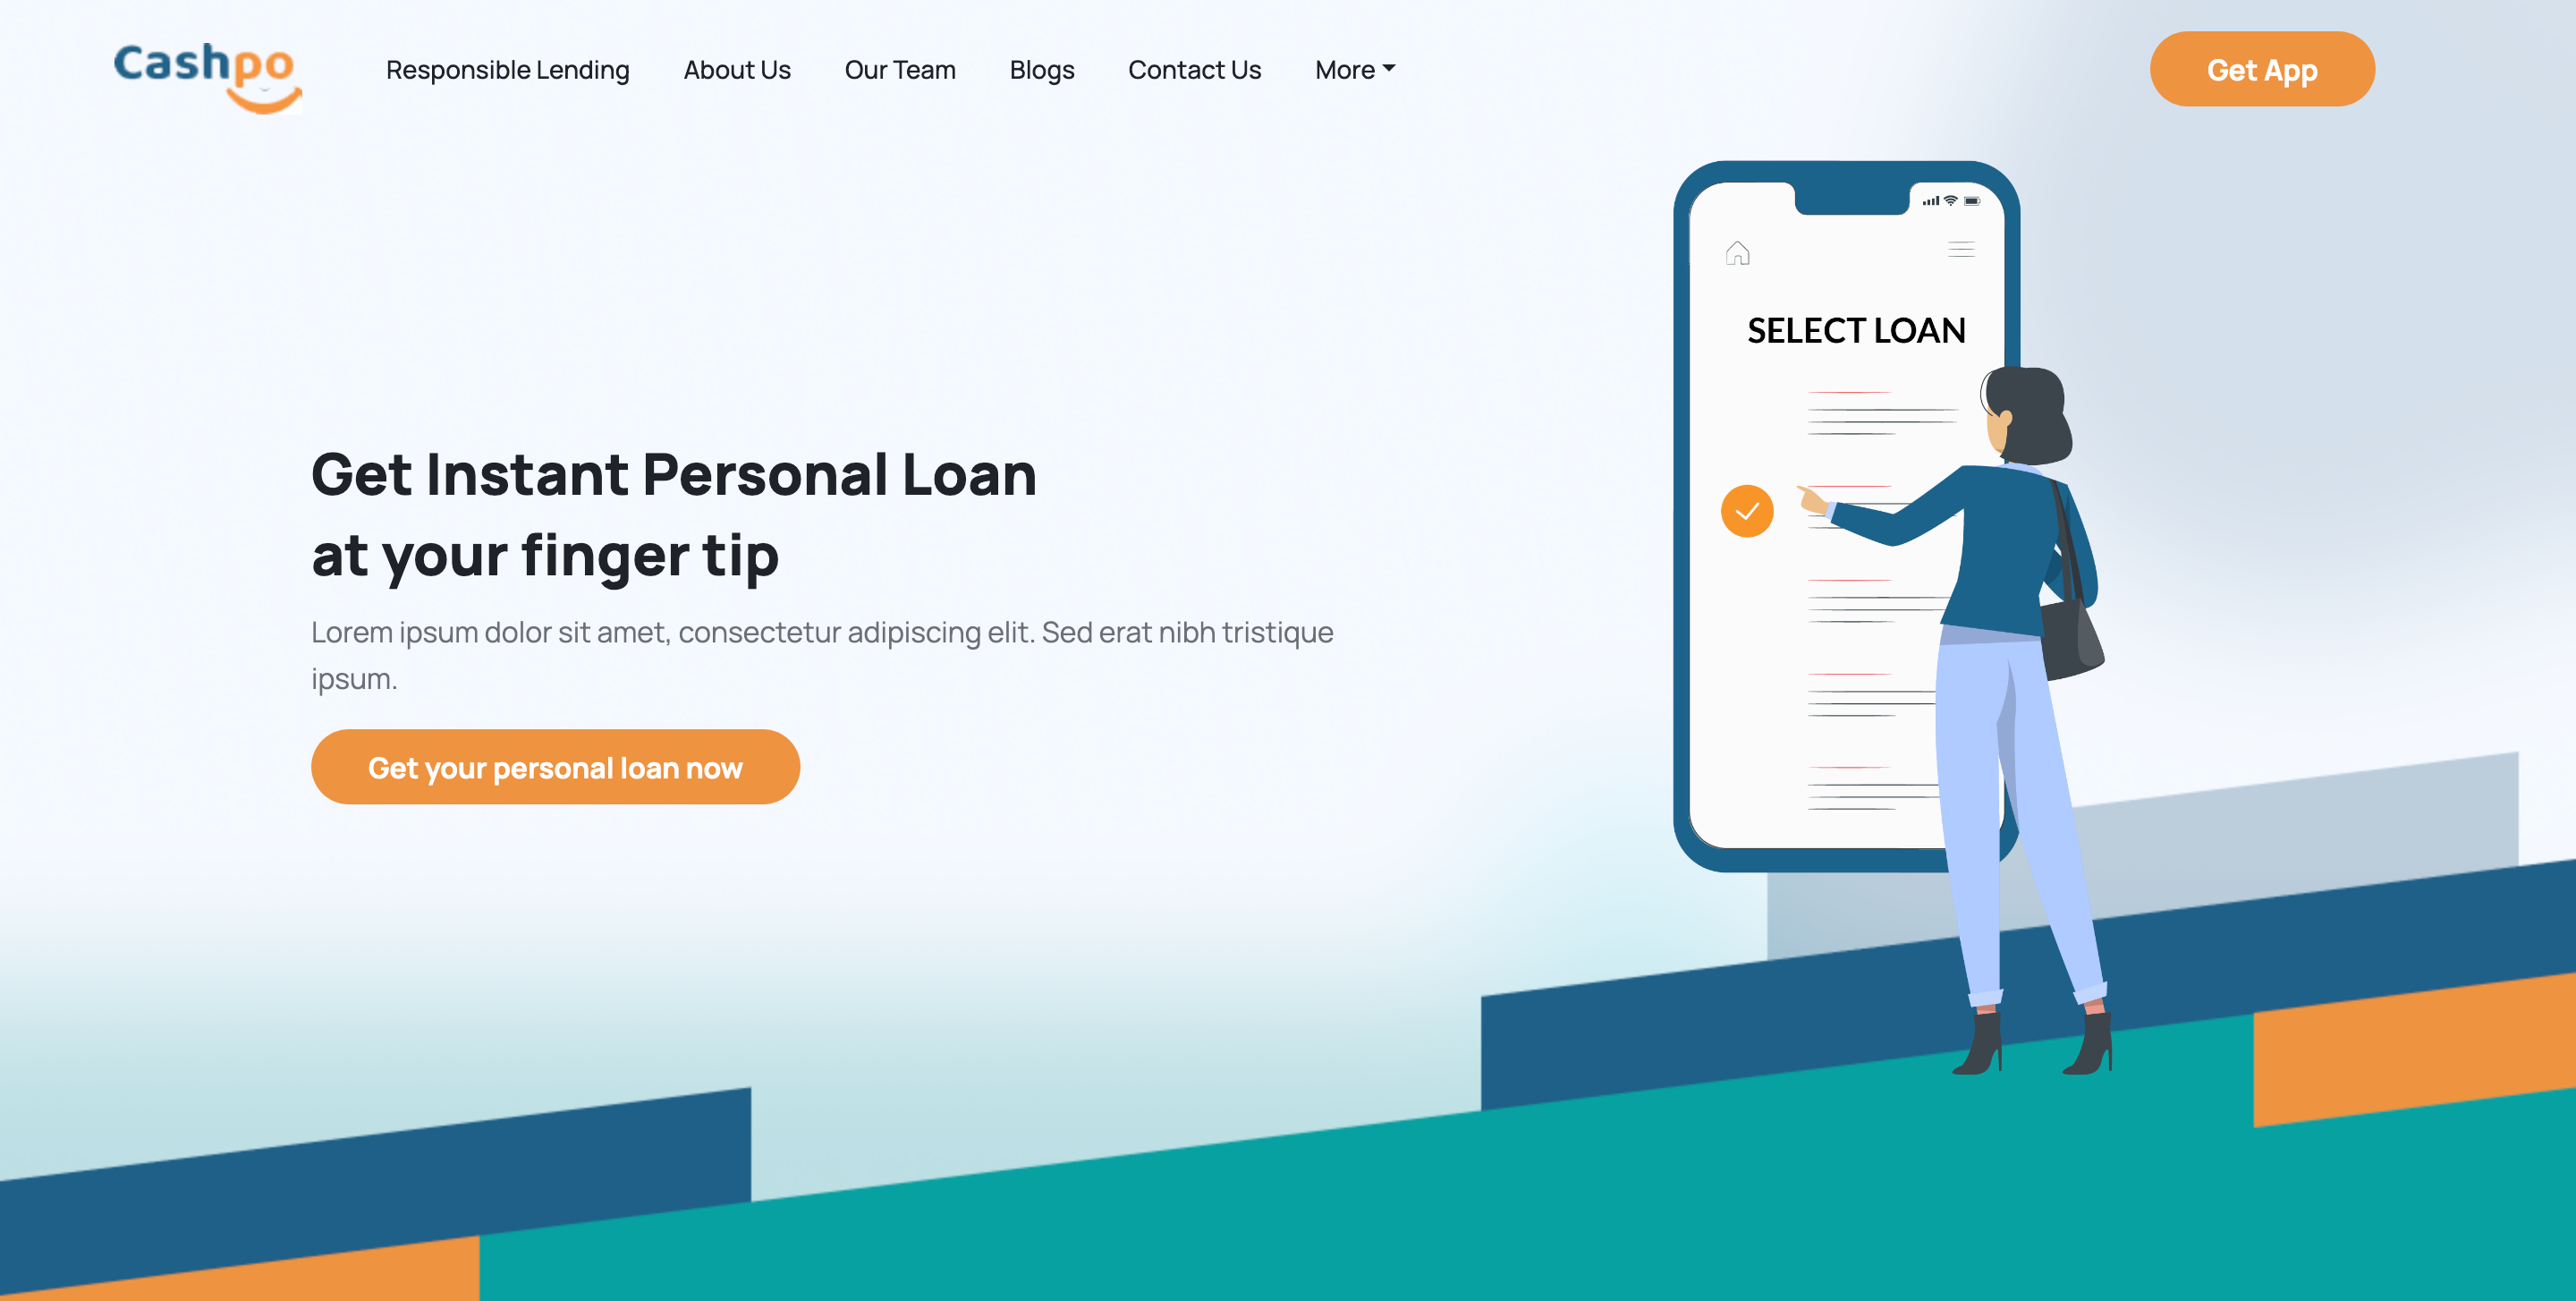 Cashpo
Responsible Lending
About Us
Our Team
Blogs
Contact Us
More
Get App
SELECT LOAN
Get Instant Personal Loan
at your finger tip
Lorem ipsum dolor sit amet, consectetur adipiscing elit. Sed erat nibh tristique
ipsum.
Get your personal loan now